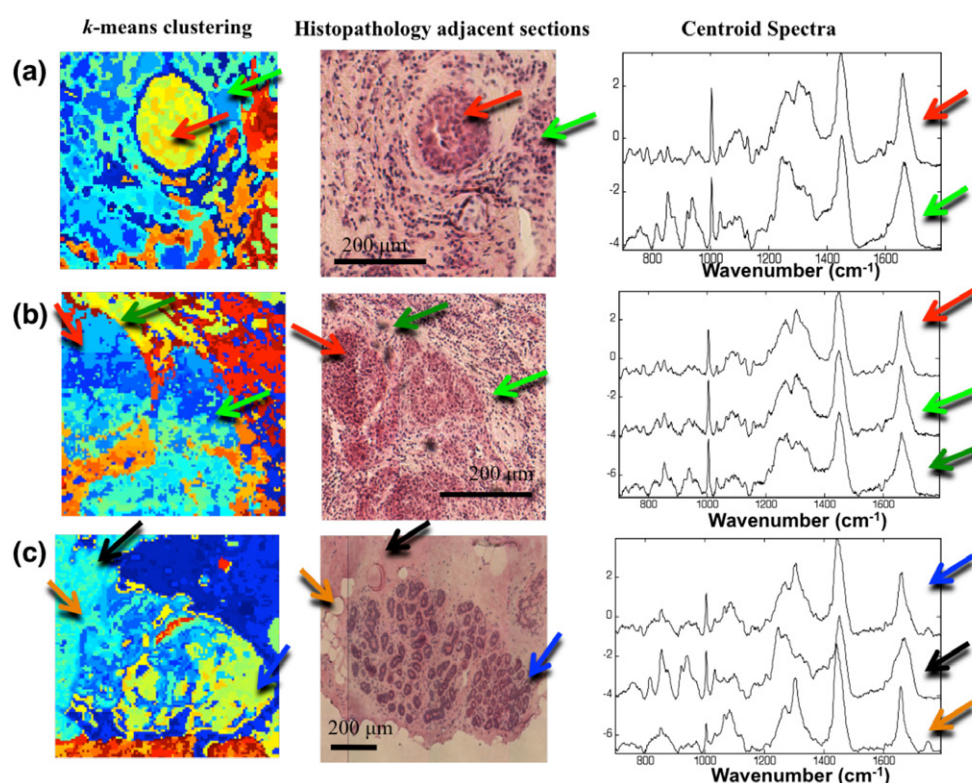 k-means clustering
Histopathology adjacent sections
Centroid Spectra
(a)
200 µm
2
0
-2
-4
800 1000 1200 1400 1600
Wavenumber (cm-1)
(b)
200 µm
2
0
-2
-4
-6
800 1000 1200 1400 1600
Wavenumber (cm-1)
(c)
200 µm
2
0
-2
-4
-6
800 1000 1200 1400 1600
Wavenumber (cm-1)